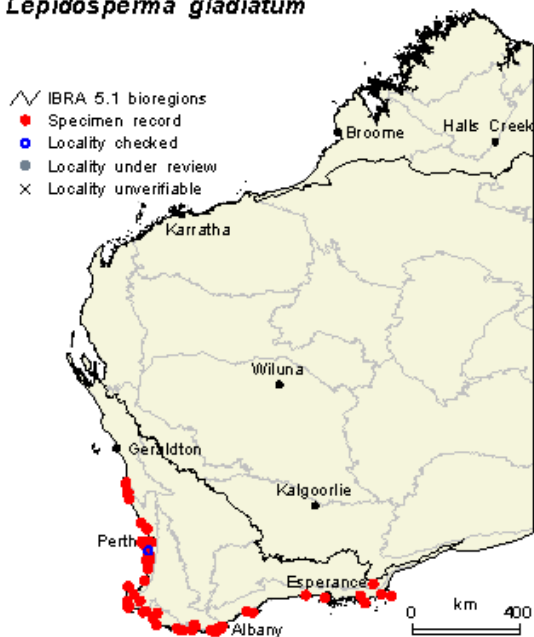 Lepidosperma gladiatum
IBRA 5.1 bioregions
Specimen record
Locality checked
Locality under review
Locality unverifiable
Broome
Halls Creek
Karratha
Wiluna
Geraldton
Kalgoorlie
Perth
Esperance
Albany
0 km 400